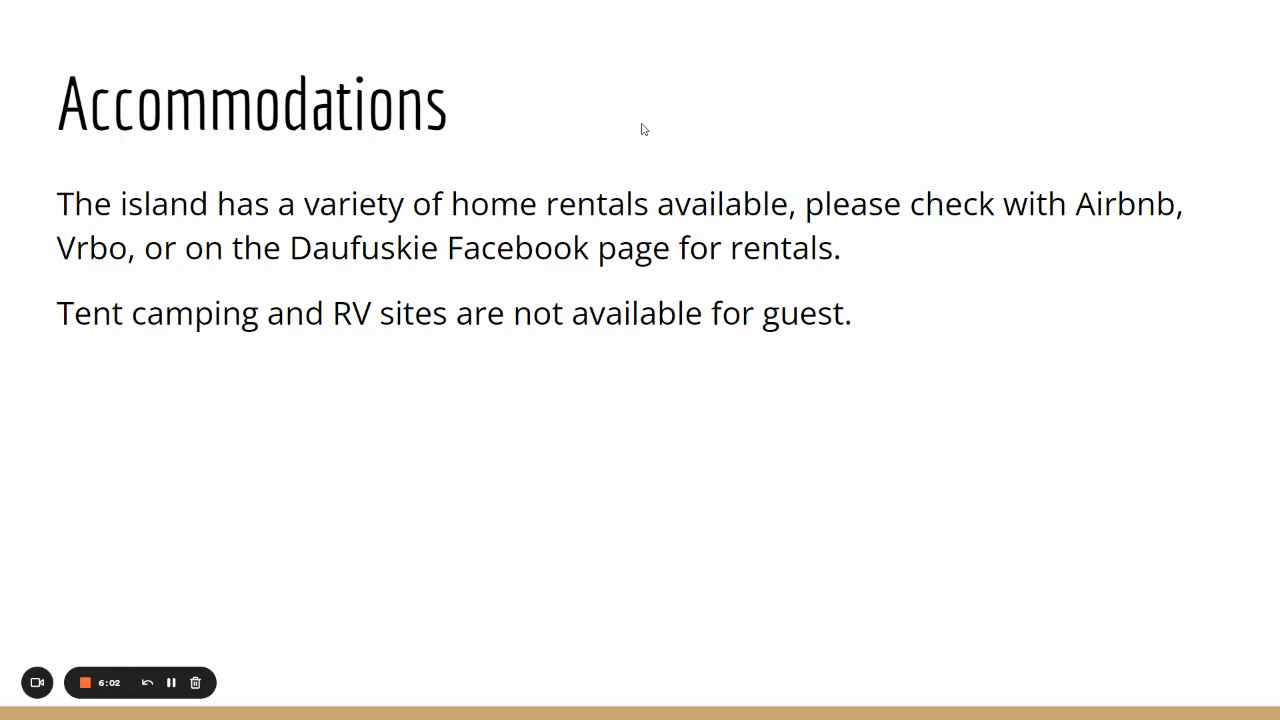 Accommodations
The island has a variety of home rentals available, please check with Airbnb,
Vrbo, or on the Daufuskie Facebook page for rentals.
Tent camping and RV sites are not available for guest.
6:02